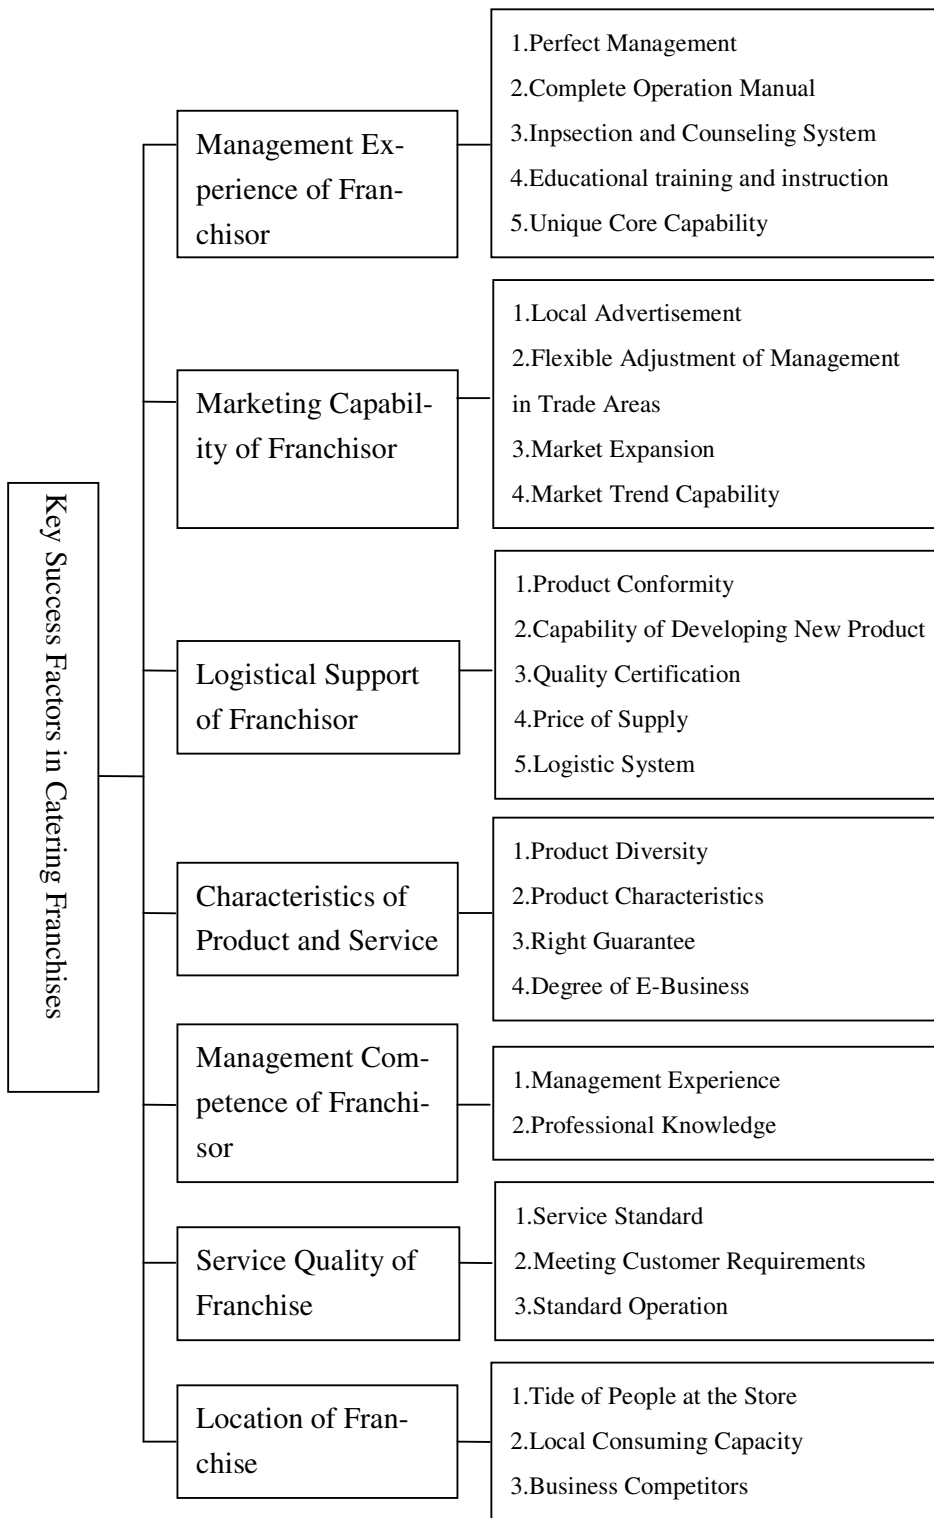 Key Success Factors in Catering Franchises
Management Ex-
perience of Fran-
chisor
1.Perfect Management
2.Complete Operation Manual
3.Inpsection and Counseling System
4.Educational training and instruction
5.Unique Core Capability
Marketing Capabil-
ity of Franchisor
1.Local Advertisement
2.Flexible Adjustment of Management
in Trade Areas
3.Market Expansion
4.Market Trend Capability
Logistical Support
of Franchisor
1.Product Conformity
2.Capability of Developing New Product
3.Quality Certification
4.Price of Supply
5.Logistic System
Characteristics of
Product and Service
1.Product Diversity
2.Product Characteristics
3.Right Guarantee
4.Degree of E-Business
Management Com-
petence of Franchi-
sor
1.Management Experience
2.Professional Knowledge
Service Quality of
Franchise
1.Service Standard
2.Meeting Customer Requirements
3.Standard Operation
Location of Fran-
chise
1.Tide of People at the Store
2.Local Consuming Capacity
3.Business Competitors